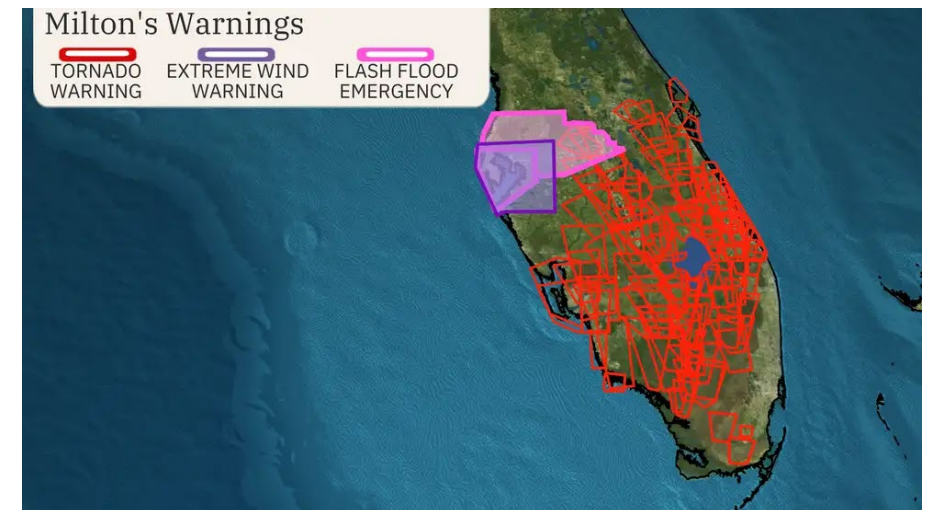 Milton's Warnings
TORNADO WARNING
EXTREME WIND WARNING
FLASH FLOOD EMERGENCY